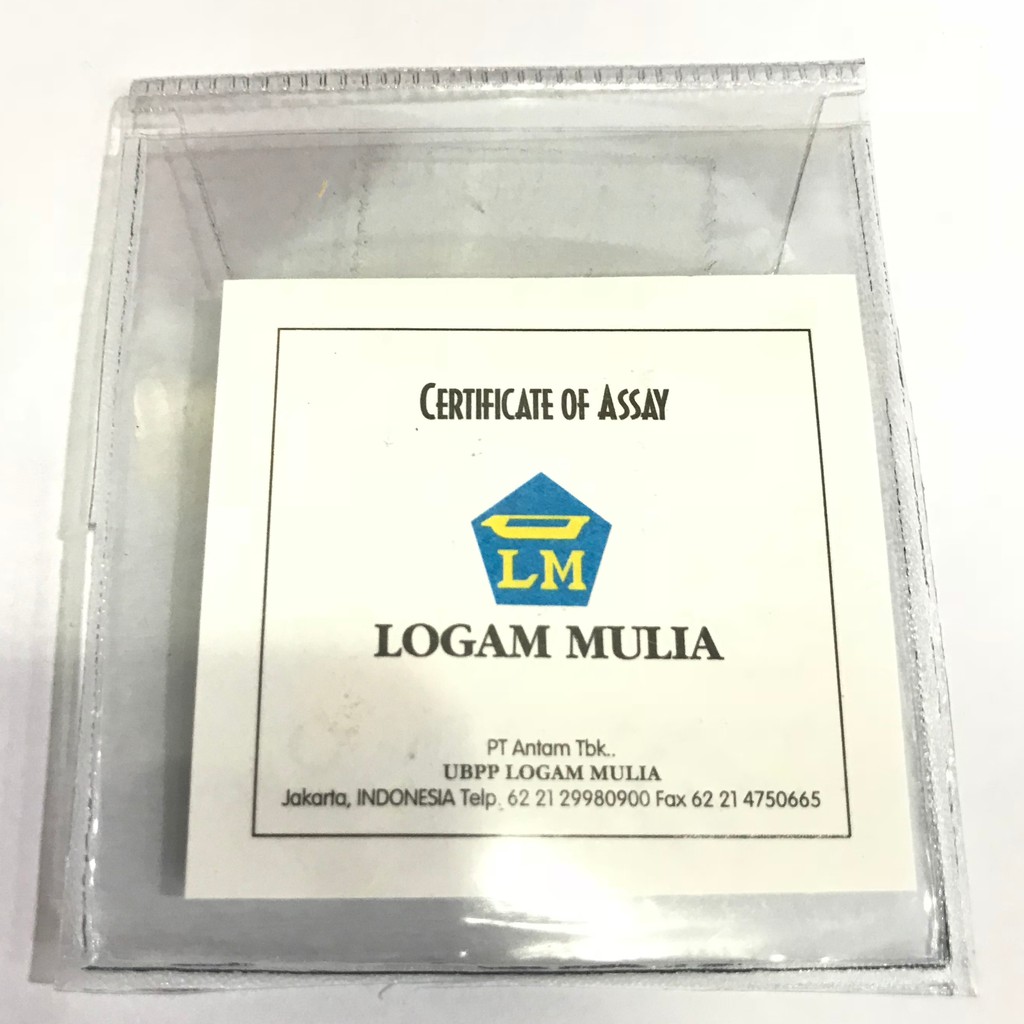 CERTIFICATE OF ASSAY
LM
LOGAM MULIA
PT Antam Tbk..
UBPP LOGAM MULIA
Jakarta, INDONESIA Telp. 62 21 29980900 Fax 62 21 4750665